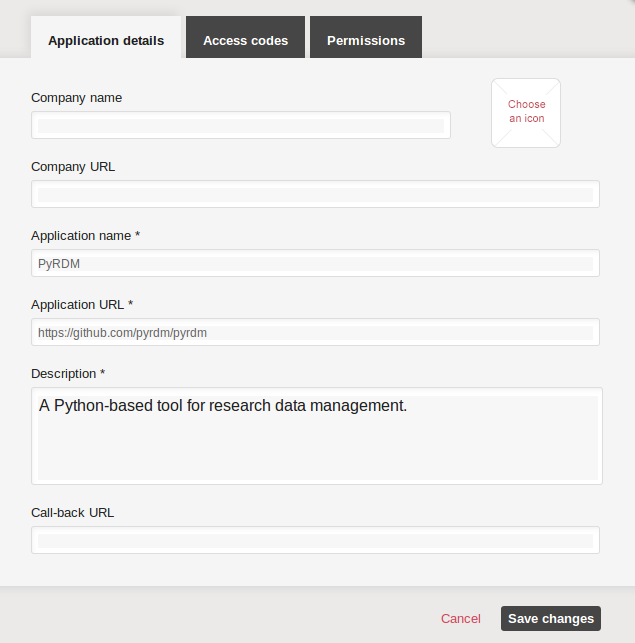 Application details
Access codes
Permissions
Company name
Choose
an icon
Company URL
Application name *
PyRDM
Application URL *
https://github.com/pyrdm/pyrdm
Description *
A Python-based tool for research data management.
Call-back URL
Cancel
Save changes